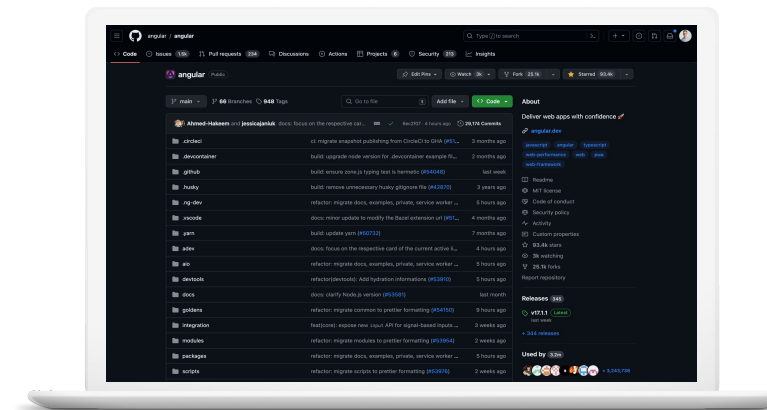 angular / angular
Type / to search
Code Issues 1.5k Pull requests 234 Discussions Actions Projects 6 Security 213 Insights
angular Public
Edit Pins Watch 3k Fork 25.1k Starred 93.4k
main 66 Branches 948 Tags
Go to file t Add file Code
Ahmed-Hakeem and jessicajaniuk docs: focus on the respective car... 4 hours ago 29,174 Commits
.circleci ci: migrate snapshot publishing from CircleCI to GHA (#51... 3 months ago
.devcontainer build: upgrade node version for .devcontainer example fil... 2 months ago
.github build: ensure zone.js typing test is hermetic (#54048) last week
.husky build: remove unnecessary husky gitignore file (#42870) 3 years ago
.ng-dev refactor: migrate docs, examples, private, service worker ... 5 hours ago
.vscode docs: minor update to modify the Bazel extension url (#51... 4 months ago
.yarn build: update yarn (#50732) 7 months ago
adev docs: focus on the respective card of the current active li... 4 hours ago
aio refactor: migrate docs, examples, private, service worker ... 5 hours ago
devtools refactor(devtools): Add hydration informations (#53910) 5 hours ago
docs docs: clarify Node.js version (#53581) last month
goldens refactor: migrate common to prettier formatting (#54150) 9 hours ago
integration feat(core): expose new input API for signal-based inputs ... 3 weeks ago
modules refactor: migrate modules to prettier formatting (#53954) 2 weeks ago
packages refactor: migrate docs, examples, private, service worker ... 5 hours ago
scripts refactor: migrate scripts to prettier formatting (#53976) 2 weeks ago
About
Deliver web apps with confidence 🚀
angular.dev
javascript angular typescript
web-performance web pwa
web-framework
Readme
MIT license
Code of conduct
Security policy
Activity
Custom properties
93.4k stars
3k watching
25.1k forks
Report repository
Releases 345
v17.1.1 Latest
last week
+ 344 releases
Used by 3.2m
+ 3,243,736